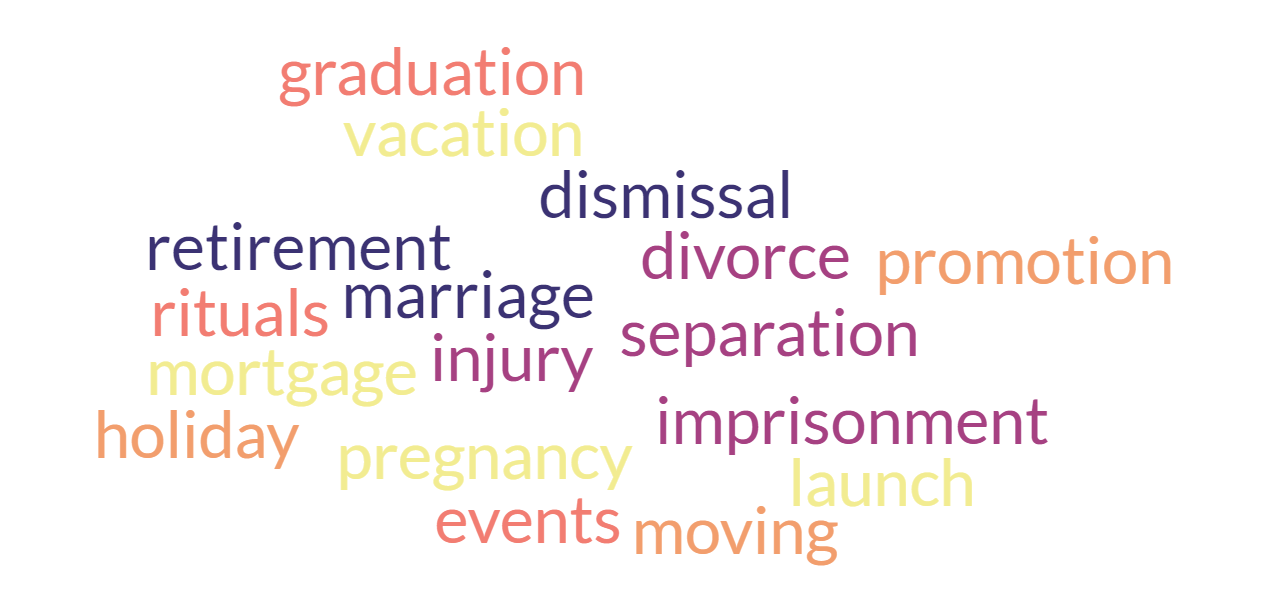 graduation
vacation
dismissal
retirement
divorce
promotion
marriage
rituals
separation
injury
mortgage
imprisonment
holiday
pregnancy
launch
events
moving